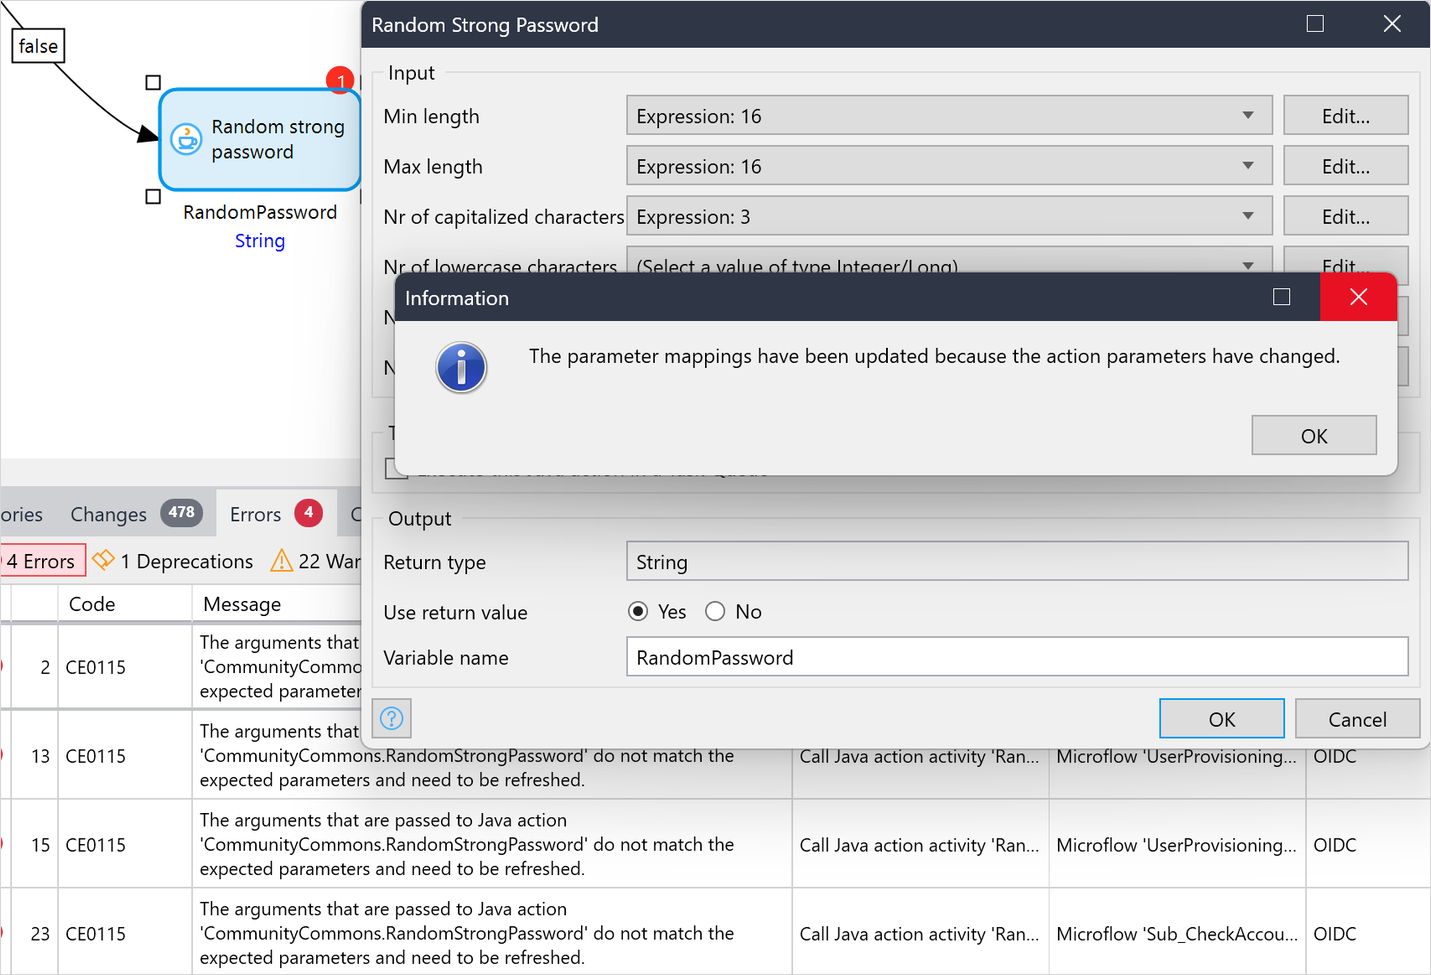 false
1
Random strong
password
RandomPassword
String
Random Strong Password
Input
Min length
Expression: 16
Edit...
Max length
Expression: 16
Edit...
Nr of capitalized characters
Expression: 3
Edit...
Nr of lowercase characters
(Select a value of type Integer/Long)
Edit...
Information
The parameter mappings have been updated because the action parameters have changed.
OK
Output
Return type
String
Use return value
Yes
No
Variable name
RandomPassword
?
OK
Cancel
ories
Changes 478
Errors 4
C
4 Errors
1 Deprecations
22 War
Code
Message
2
CE0115
The arguments that
'CommunityCommo
expected parameter
13
CE0115
The arguments that
'CommunityCommons.RandomStrongPassword' do not match the
expected parameters and need to be refreshed.
Call Java action activity 'Ran...
Microflow 'UserProvisioning...
OIDC
15
CE0115
The arguments that are passed to Java action
'CommunityCommons.RandomStrongPassword' do not match the
expected parameters and need to be refreshed.
Call Java action activity 'Ran...
Microflow 'UserProvisioning...
OIDC
23
CE0115
The arguments that are passed to Java action
'CommunityCommons.RandomStrongPassword' do not match the
expected parameters and need to be refreshed.
Call Java action activity 'Ran...
Microflow 'Sub_CheckAccou...
OIDC